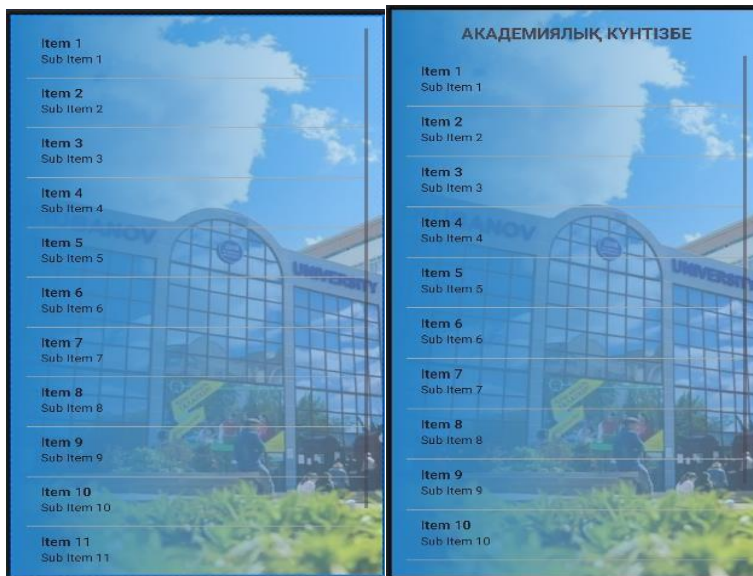 Item 1
Sub Item 1
Item 2
Sub Item 2
Item 3
Sub Item 3
Item 4
Sub Item 4
Item 5
Sub Item 5
Item 6
Sub Item 6
Item 7
Sub Item 7
Item 8
Sub Item 8
Item 9
Sub Item 9
Item 10
Sub Item 10
Item 11
Sub Item 11
UNIVERSITY
АКАДЕМИЯЛЫҚ КҮНТІЗБЕ
Item 1
Sub Item 1
Item 2
Sub Item 2
Item 3
Sub Item 3
Item 4
Sub Item 4
Item 5
Sub Item 5
Item 6
Sub Item 6
Item 7
Sub Item 7
Item 8
Sub Item 8
Item 9
Sub Item 9
Item 10
Sub Item 10
UNIVERSITY